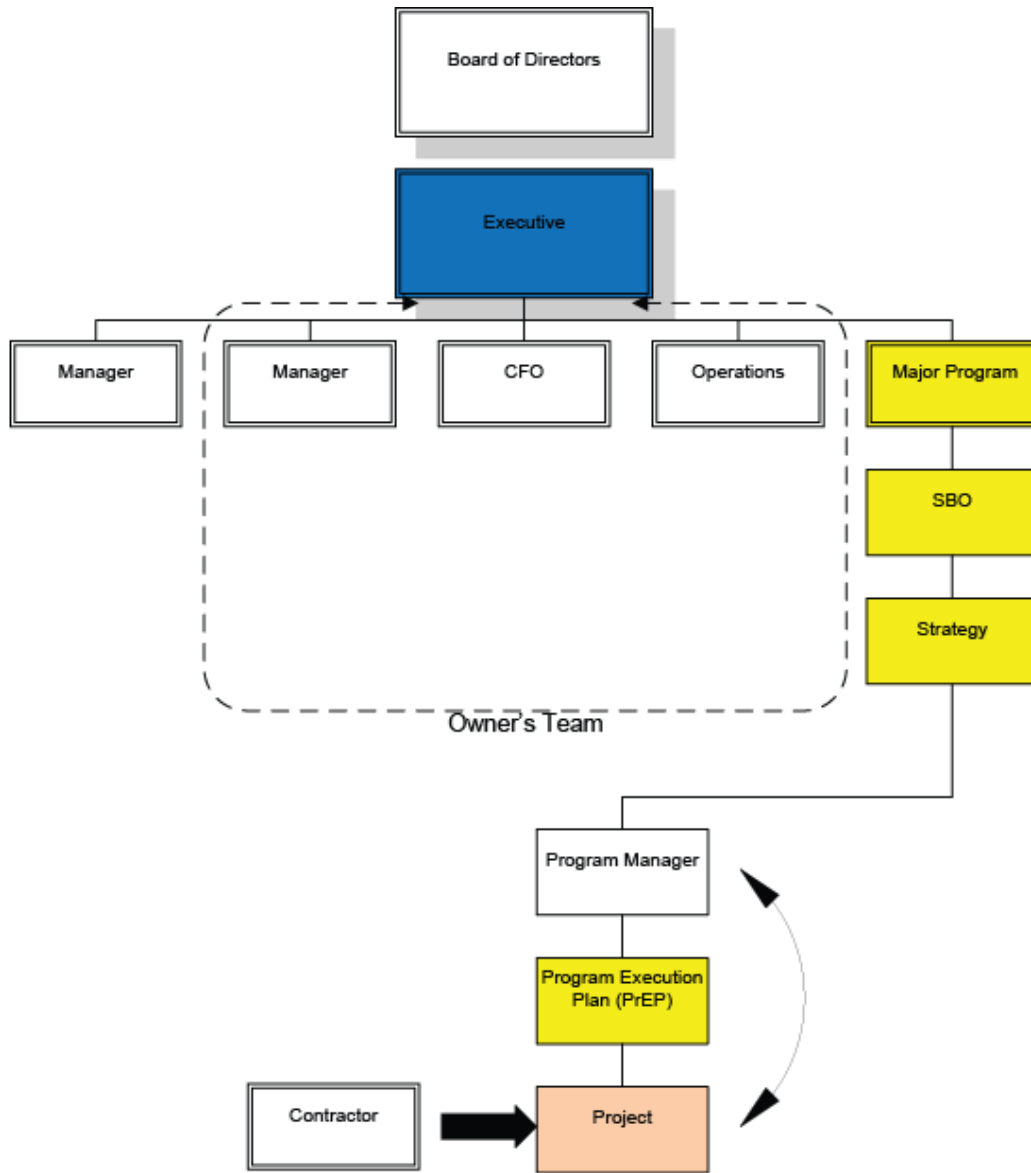 Board of Directors
Executive
Manager
Manager
CFO
Operations
Major Program
SBO
Strategy
Owner's Team
Program Manager
Program Execution
Plan (PrEP)
Contractor
Project